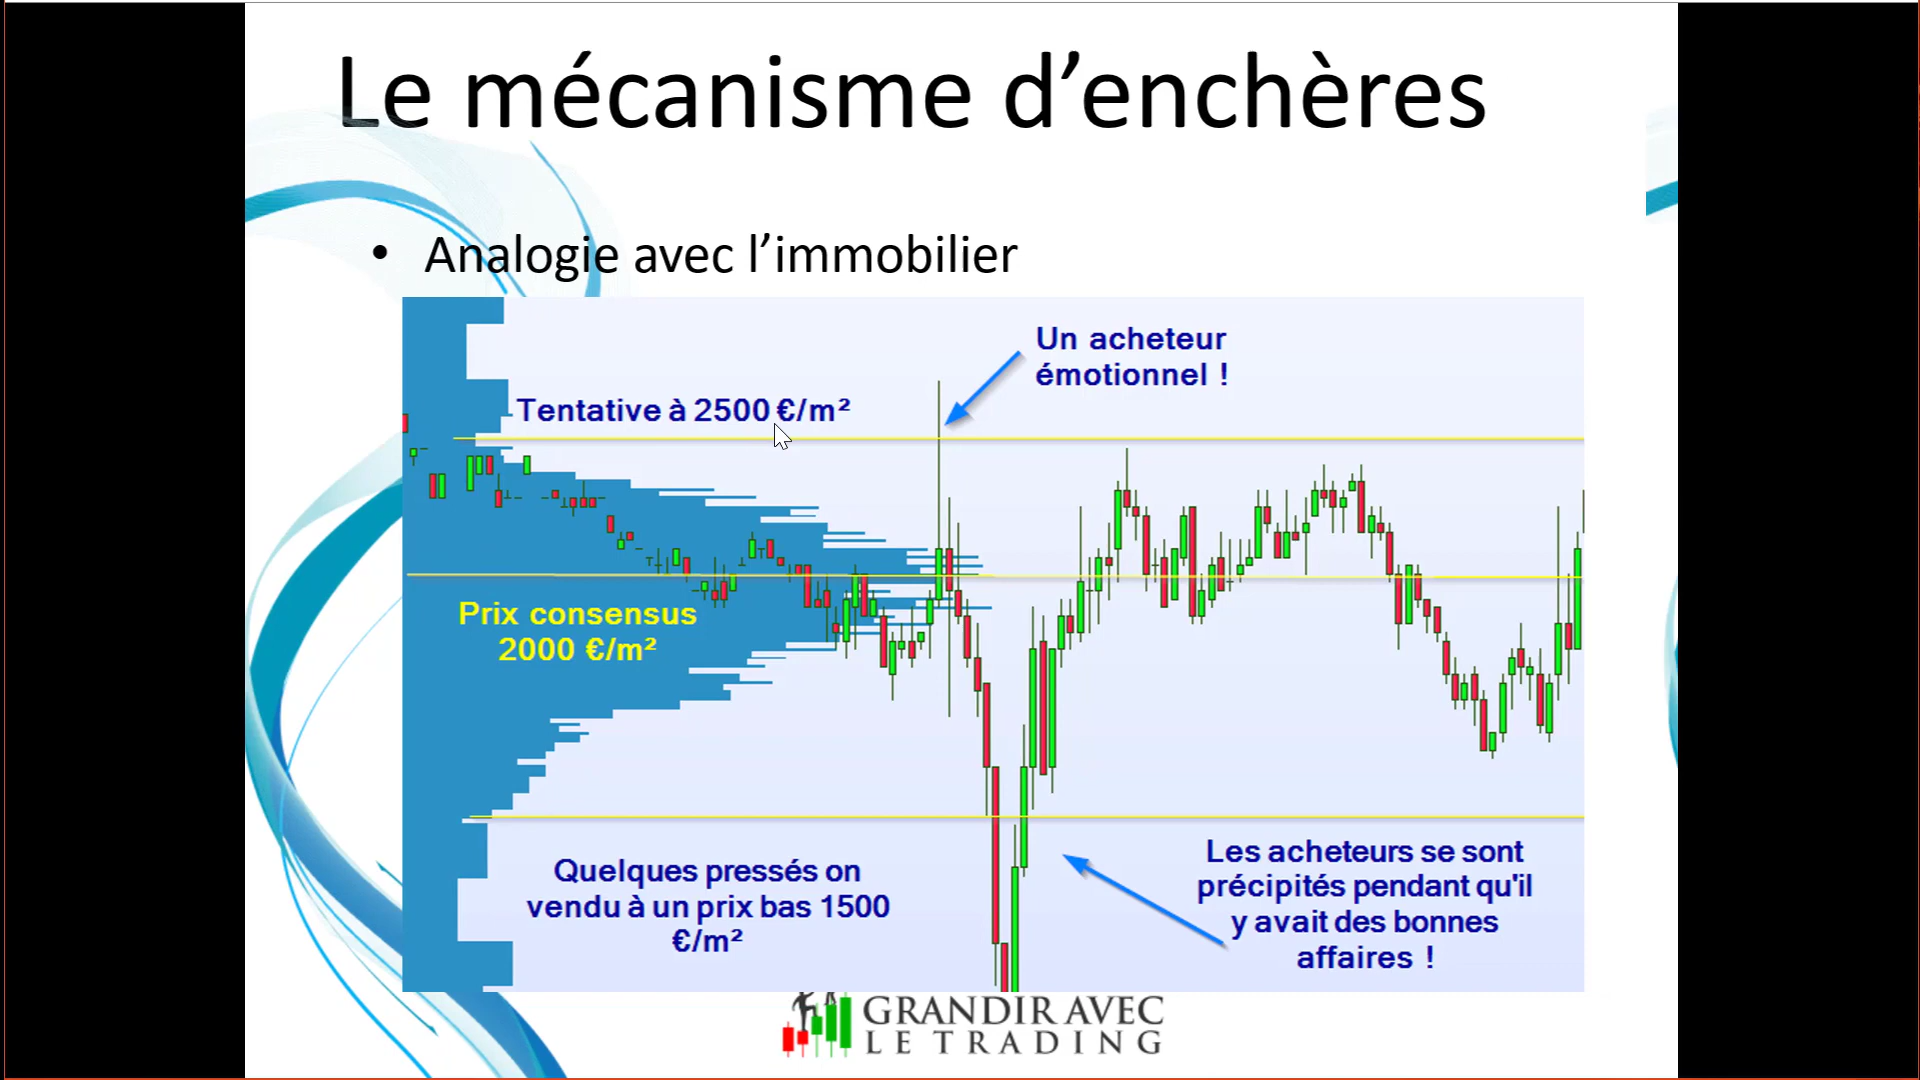 Le mécanisme d’enchères
• Analogie avec l’immobilier
Un acheteur
émotionnel !
Tentative à 2500 €/m²
Prix consensus
2000 €/m²
Quelques pressés on
vendu à un prix bas 1500
€/m²
Les acheteurs se sont
précipités pendant qu'il
y avait des bonnes
affaires !
GRANDIR AVEC
LE TRADING